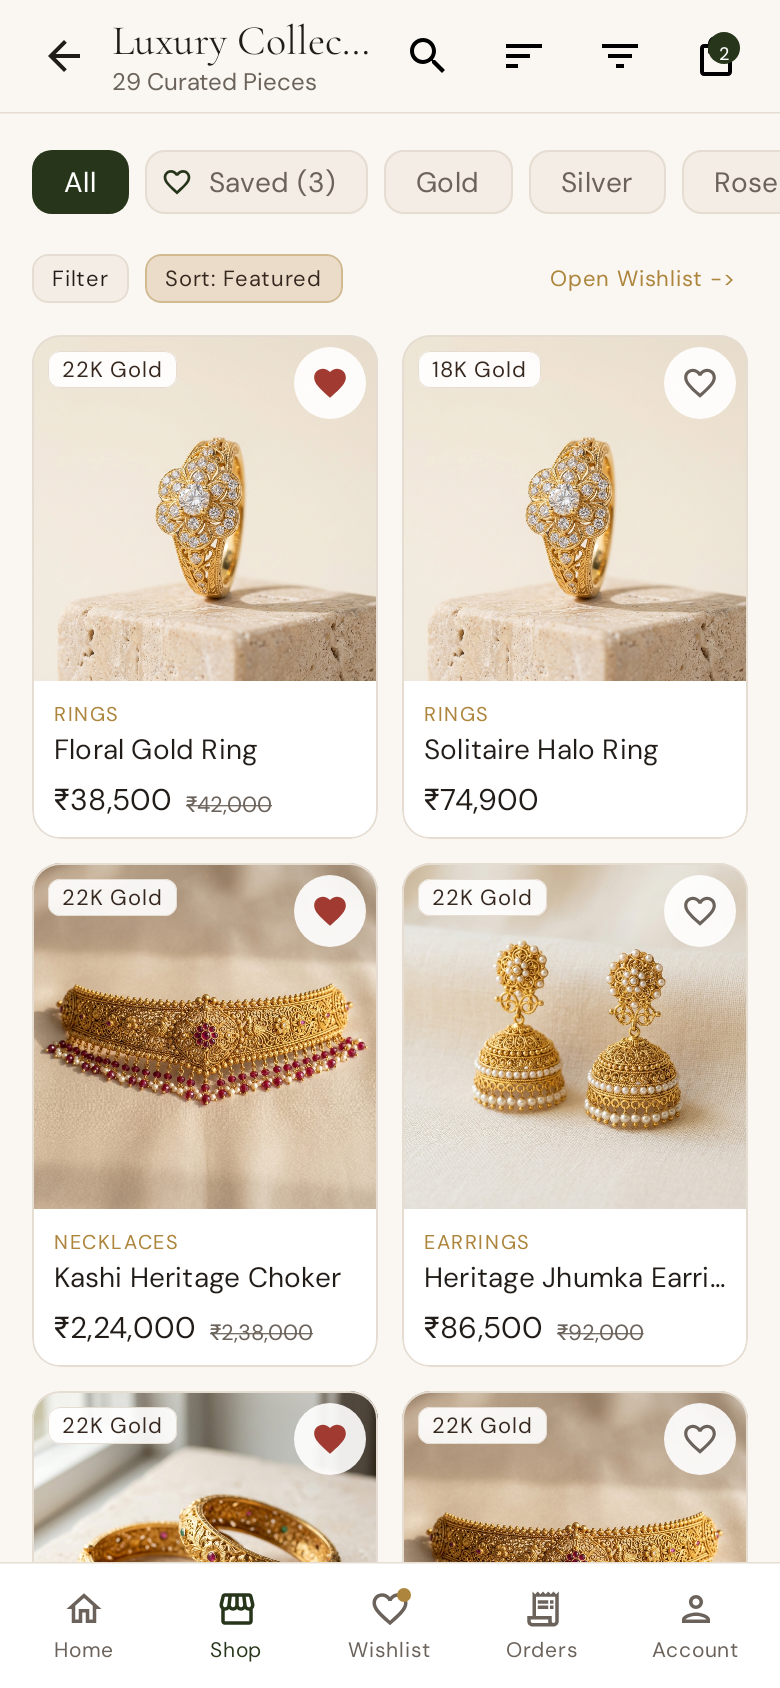 Luxury Collec...
29 Curated Pieces
2
All
Saved (3)
Gold
Silver
Rose
Filter
Sort: Featured
Open Wishlist ->
22K Gold
18K Gold
RINGS
Floral Gold Ring
₹38,500 ₹42,000
RINGS
Solitaire Halo Ring
₹74,900
22K Gold
22K Gold
NECKLACES
Kashi Heritage Choker
₹2,24,000 ₹2,38,000
EARRINGS
Heritage Jhumka Earri...
₹86,500 ₹92,000
22K Gold
22K Gold
Home
Shop
Wishlist
Orders
Account